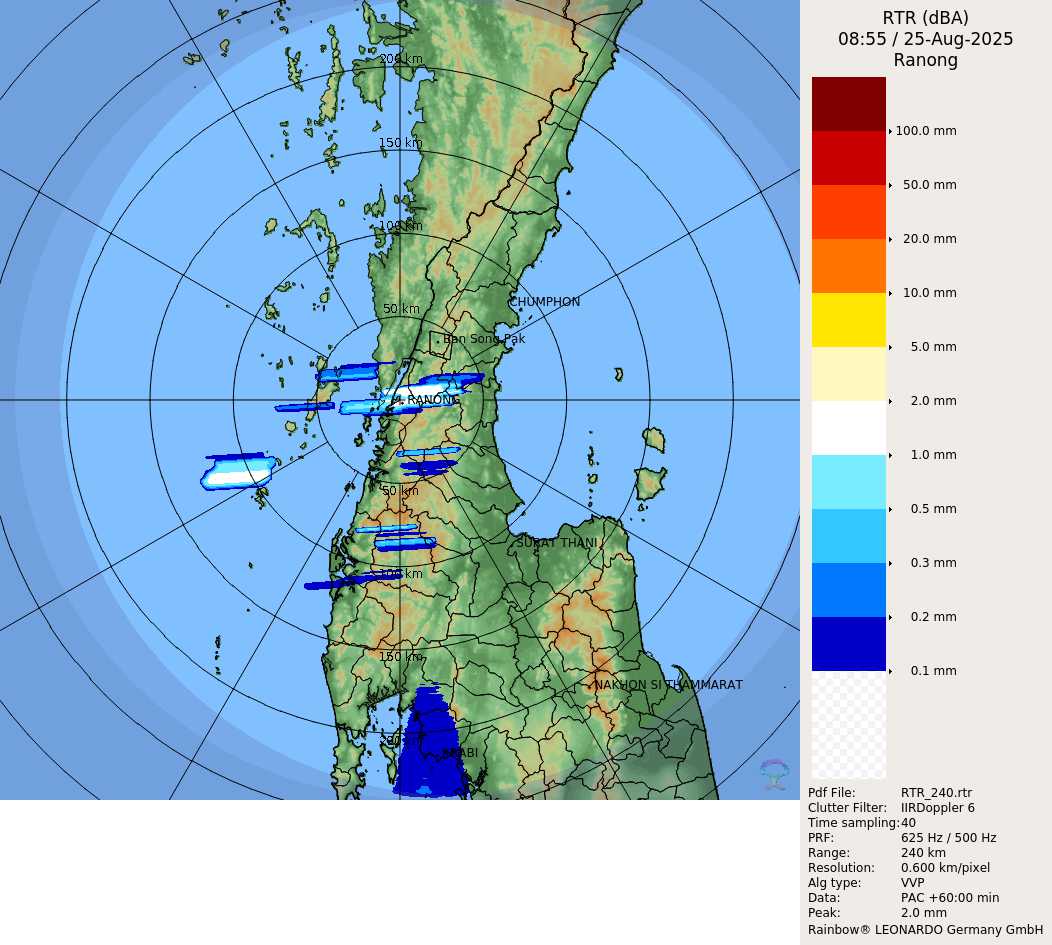 RTR (dBA)
08:55 / 25-Aug-2025
Ranong
200 km
150 km
100 km
50 km
CHUMPHON
Ban Song Pak
RANONG
50 km
SURAT THANI
100 km
150 km
NAKHON SI THAMMARAT
200 km
KRABI
100.0 mm
50.0 mm
20.0 mm
10.0 mm
5.0 mm
2.0 mm
1.0 mm
0.5 mm
0.3 mm
0.2 mm
0.1 mm
Pdf File: RTR_240.rtr
Clutter Filter: IIRDoppler 6
Time sampling:40
PRF: 625 Hz / 500 Hz
Range: 240 km
Resolution: 0.600 km/pixel
Alg type: VVP
Data: PAC +60:00 min
Peak: 2.0 mm
Rainbow® LEONARDO Germany GmbH